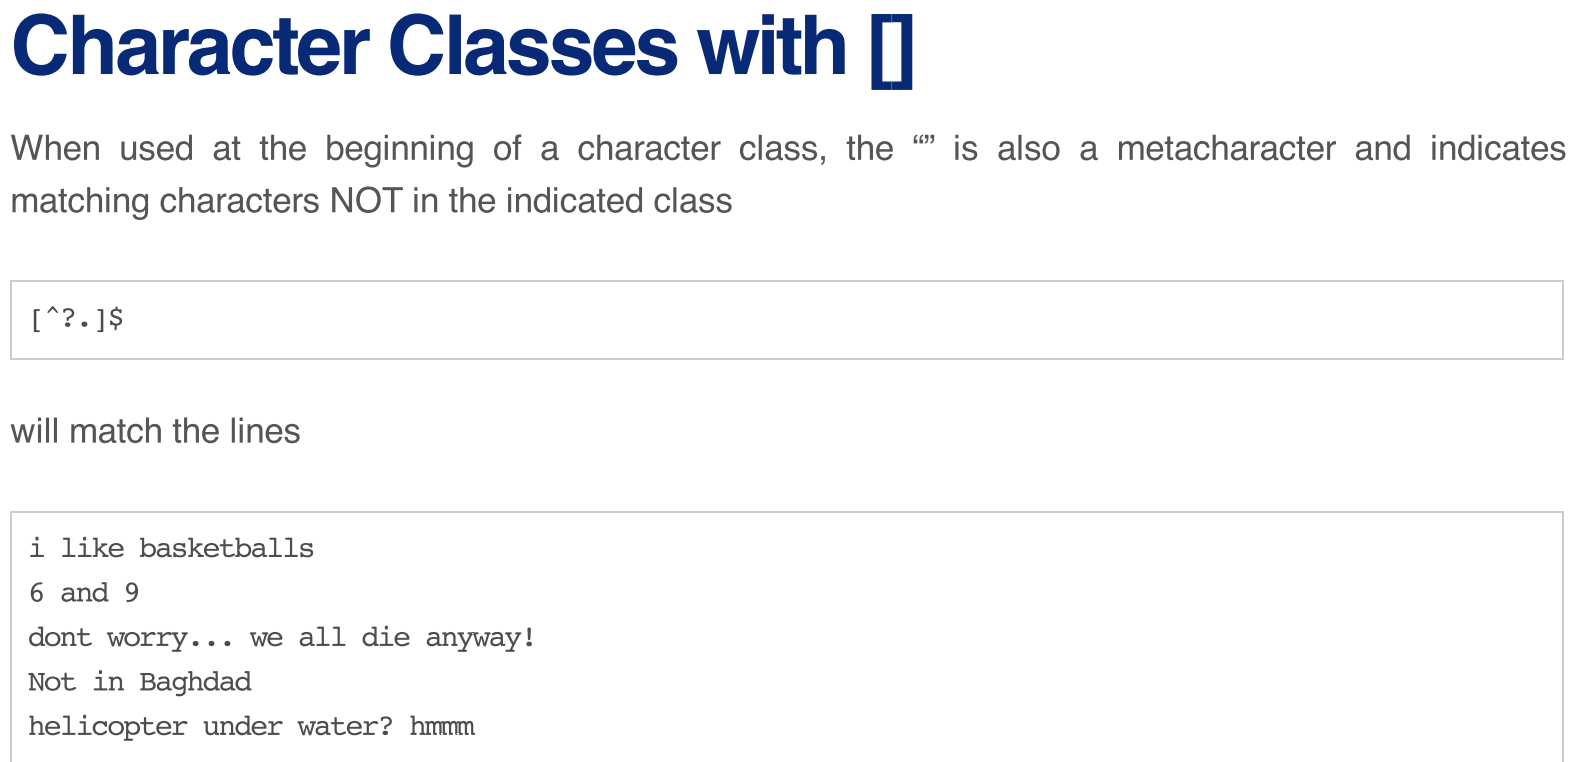 Character Classes with []
When used at the beginning of a character class, the “” is also a metacharacter and indicates
matching characters NOT in the indicated class
[^?.]$
will match the lines
i like basketballs
6 and 9
dont worry... we all die anyway!
Not in Baghdad
helicopter under water? hmmm